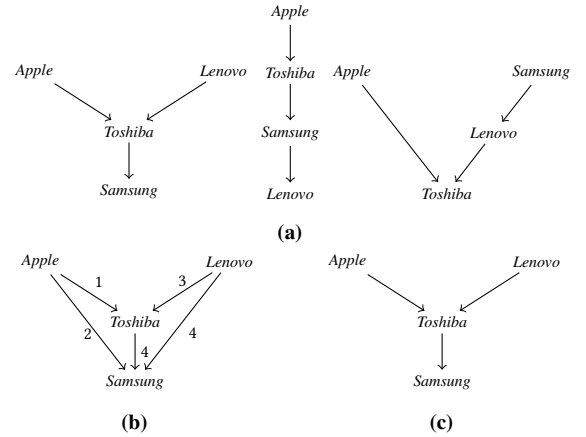 Apple
Apple Lenovo Toshiba Apple Samsung
Toshiba Samsung Lenovo
Samsung Lenovo Toshiba
(a)
Apple Lenovo Apple Lenovo
1 3
Toshiba Toshiba
2 4 4
Samsung Samsung
(b) (c)